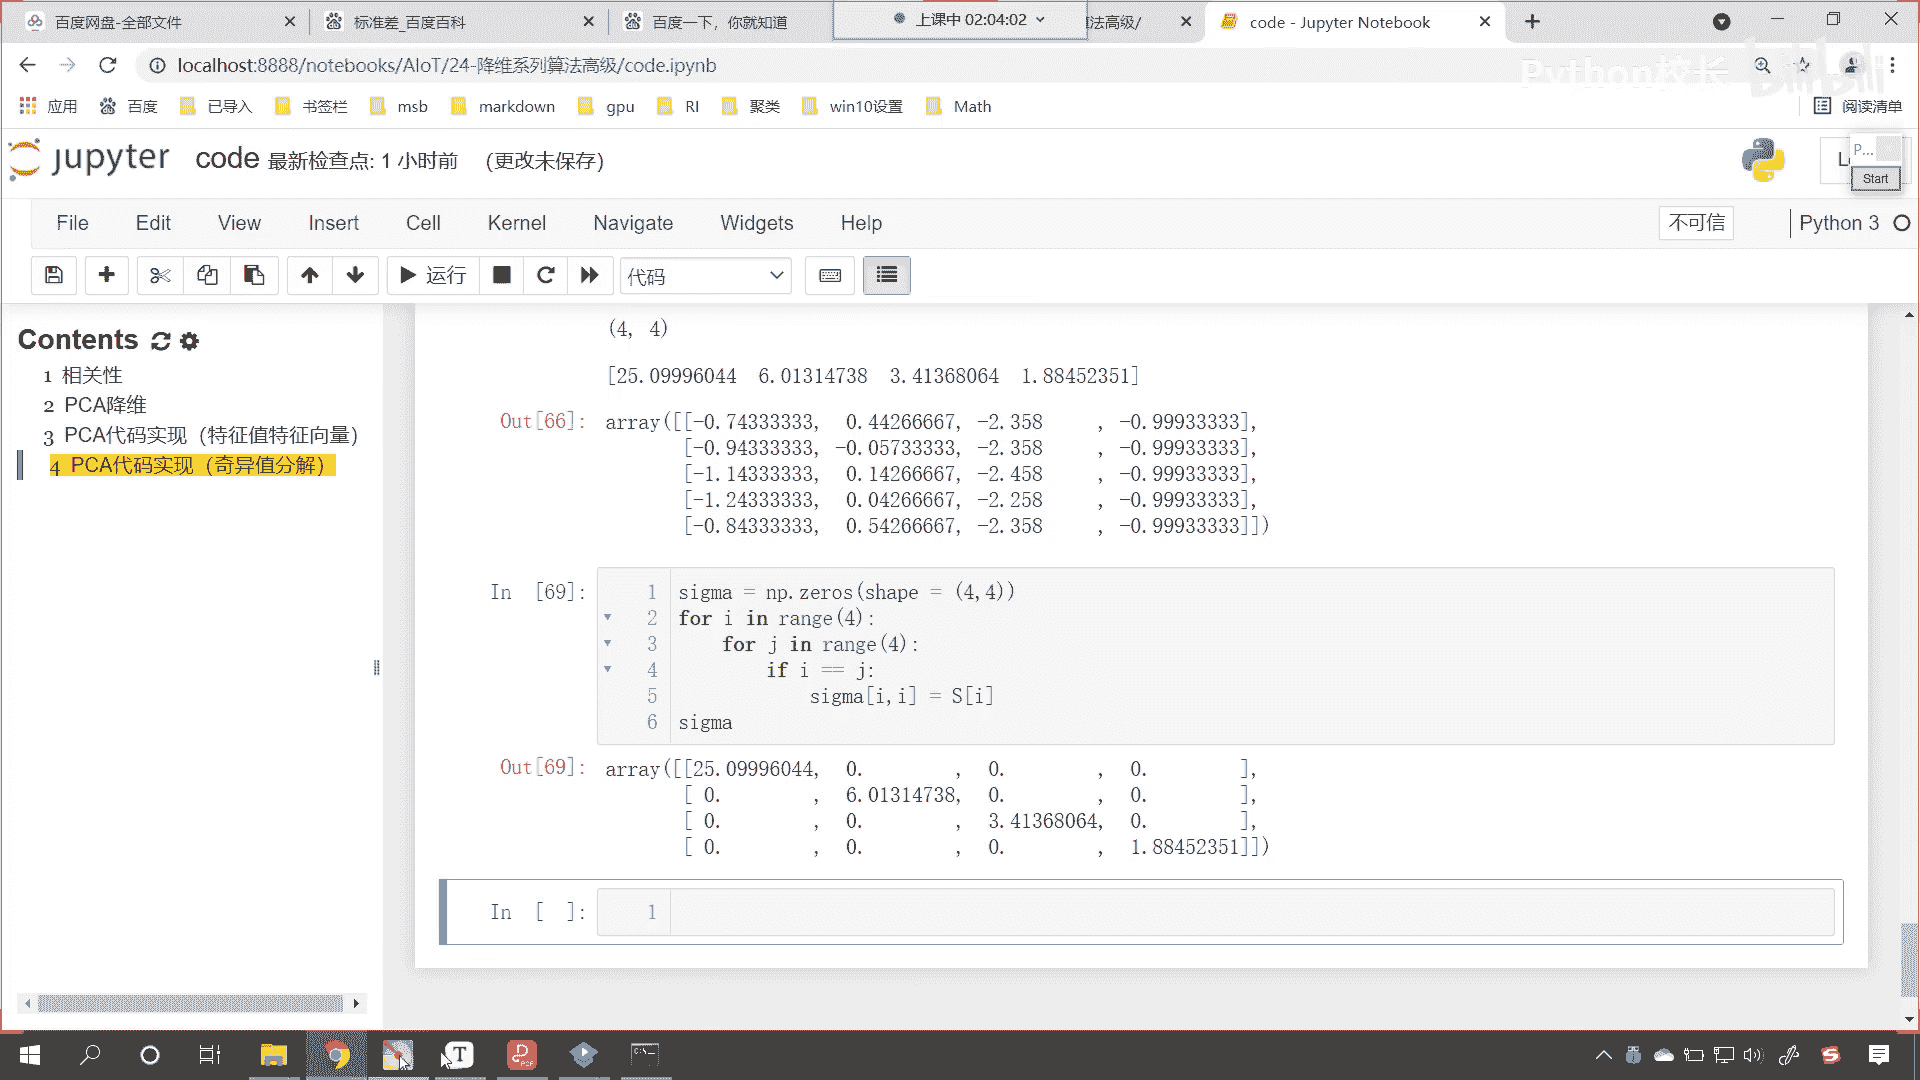 百度网盘-全部文件
标准差_百度百科
百度一下，你就知道
上课中 02:04:02
算法高级/
code - Jupyter Notebook
localhost:8888/notebooks/AIoT/24-降维系列算法高级/code.ipynb
Python校长
bilibili
应用
百度
已导入
书签栏
msb
markdown
gpu
RI
聚类
win10设置
Math
阅读清单
jupyter
code 最新检查点: 1 小时前 (更改未保存)
P...
Start
File
Edit
View
Insert
Cell
Kernel
Navigate
Widgets
Help
不可信
Python 3
运行
代码
Contents
1 相关性
2 PCA降维
3 PCA代码实现（特征值特征向量）
4 PCA代码实现（奇异值分解）
(4, 4)
[25.09996044 6.01314738 3.41368064 1.88452351]
Out[66]: array([[-0.74333333, 0.44266667, -2.358 , -0.99933333],
[-0.94333333, -0.05733333, -2.358 , -0.99933333],
[-1.14333333, 0.14266667, -2.458 , -0.99933333],
[-1.24333333, 0.04266667, -2.258 , -0.99933333],
[-0.84333333, 0.54266667, -2.358 , -0.99933333]])
In [69]: 1 sigma = np.zeros(shape = (4,4))
2 for i in range(4):
3 for j in range(4):
4 if i == j:
5 sigma[i,i] = S[i]
6 sigma
Out[69]: array([[25.09996044, 0. , 0. , 0. ],
[ 0. , 6.01314738, 0. , 0. ],
[ 0. , 0. , 3.41368064, 0. ],
[ 0. , 0. , 0. , 1.88452351]])
In [ ]: 1